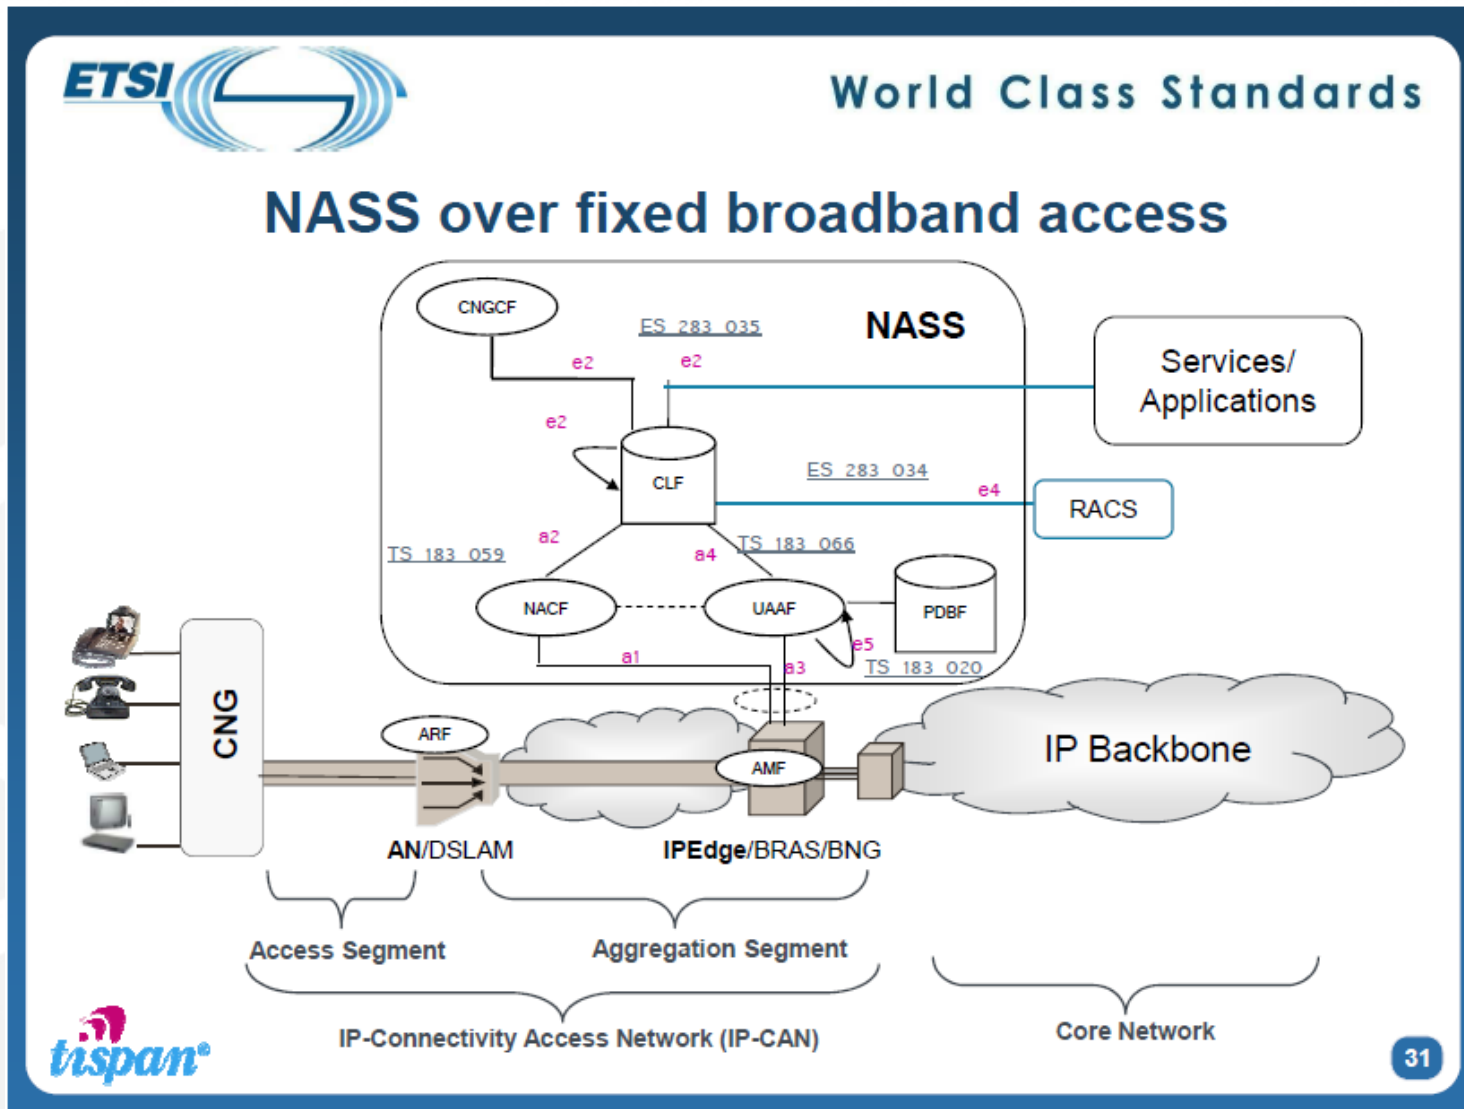 ETSI
World Class Standards
NASS over fixed broadband access
CNGCF
ES 283 035
NASS
e2
e2
Services/
Applications
e2
CLF
ES 283 034
e4
RACS
a2
TS 183 059
a4
TS 183 066
NACF
UAAF
PDBF
a1
a3
e5
TS 183 020
CNG
ARF
AMF
IP Backbone
AN/DSLAM
IPEdge/BRAS/BNG
Access Segment
Aggregation Segment
IP-Connectivity Access Network (IP-CAN)
Core Network
tispan®
31